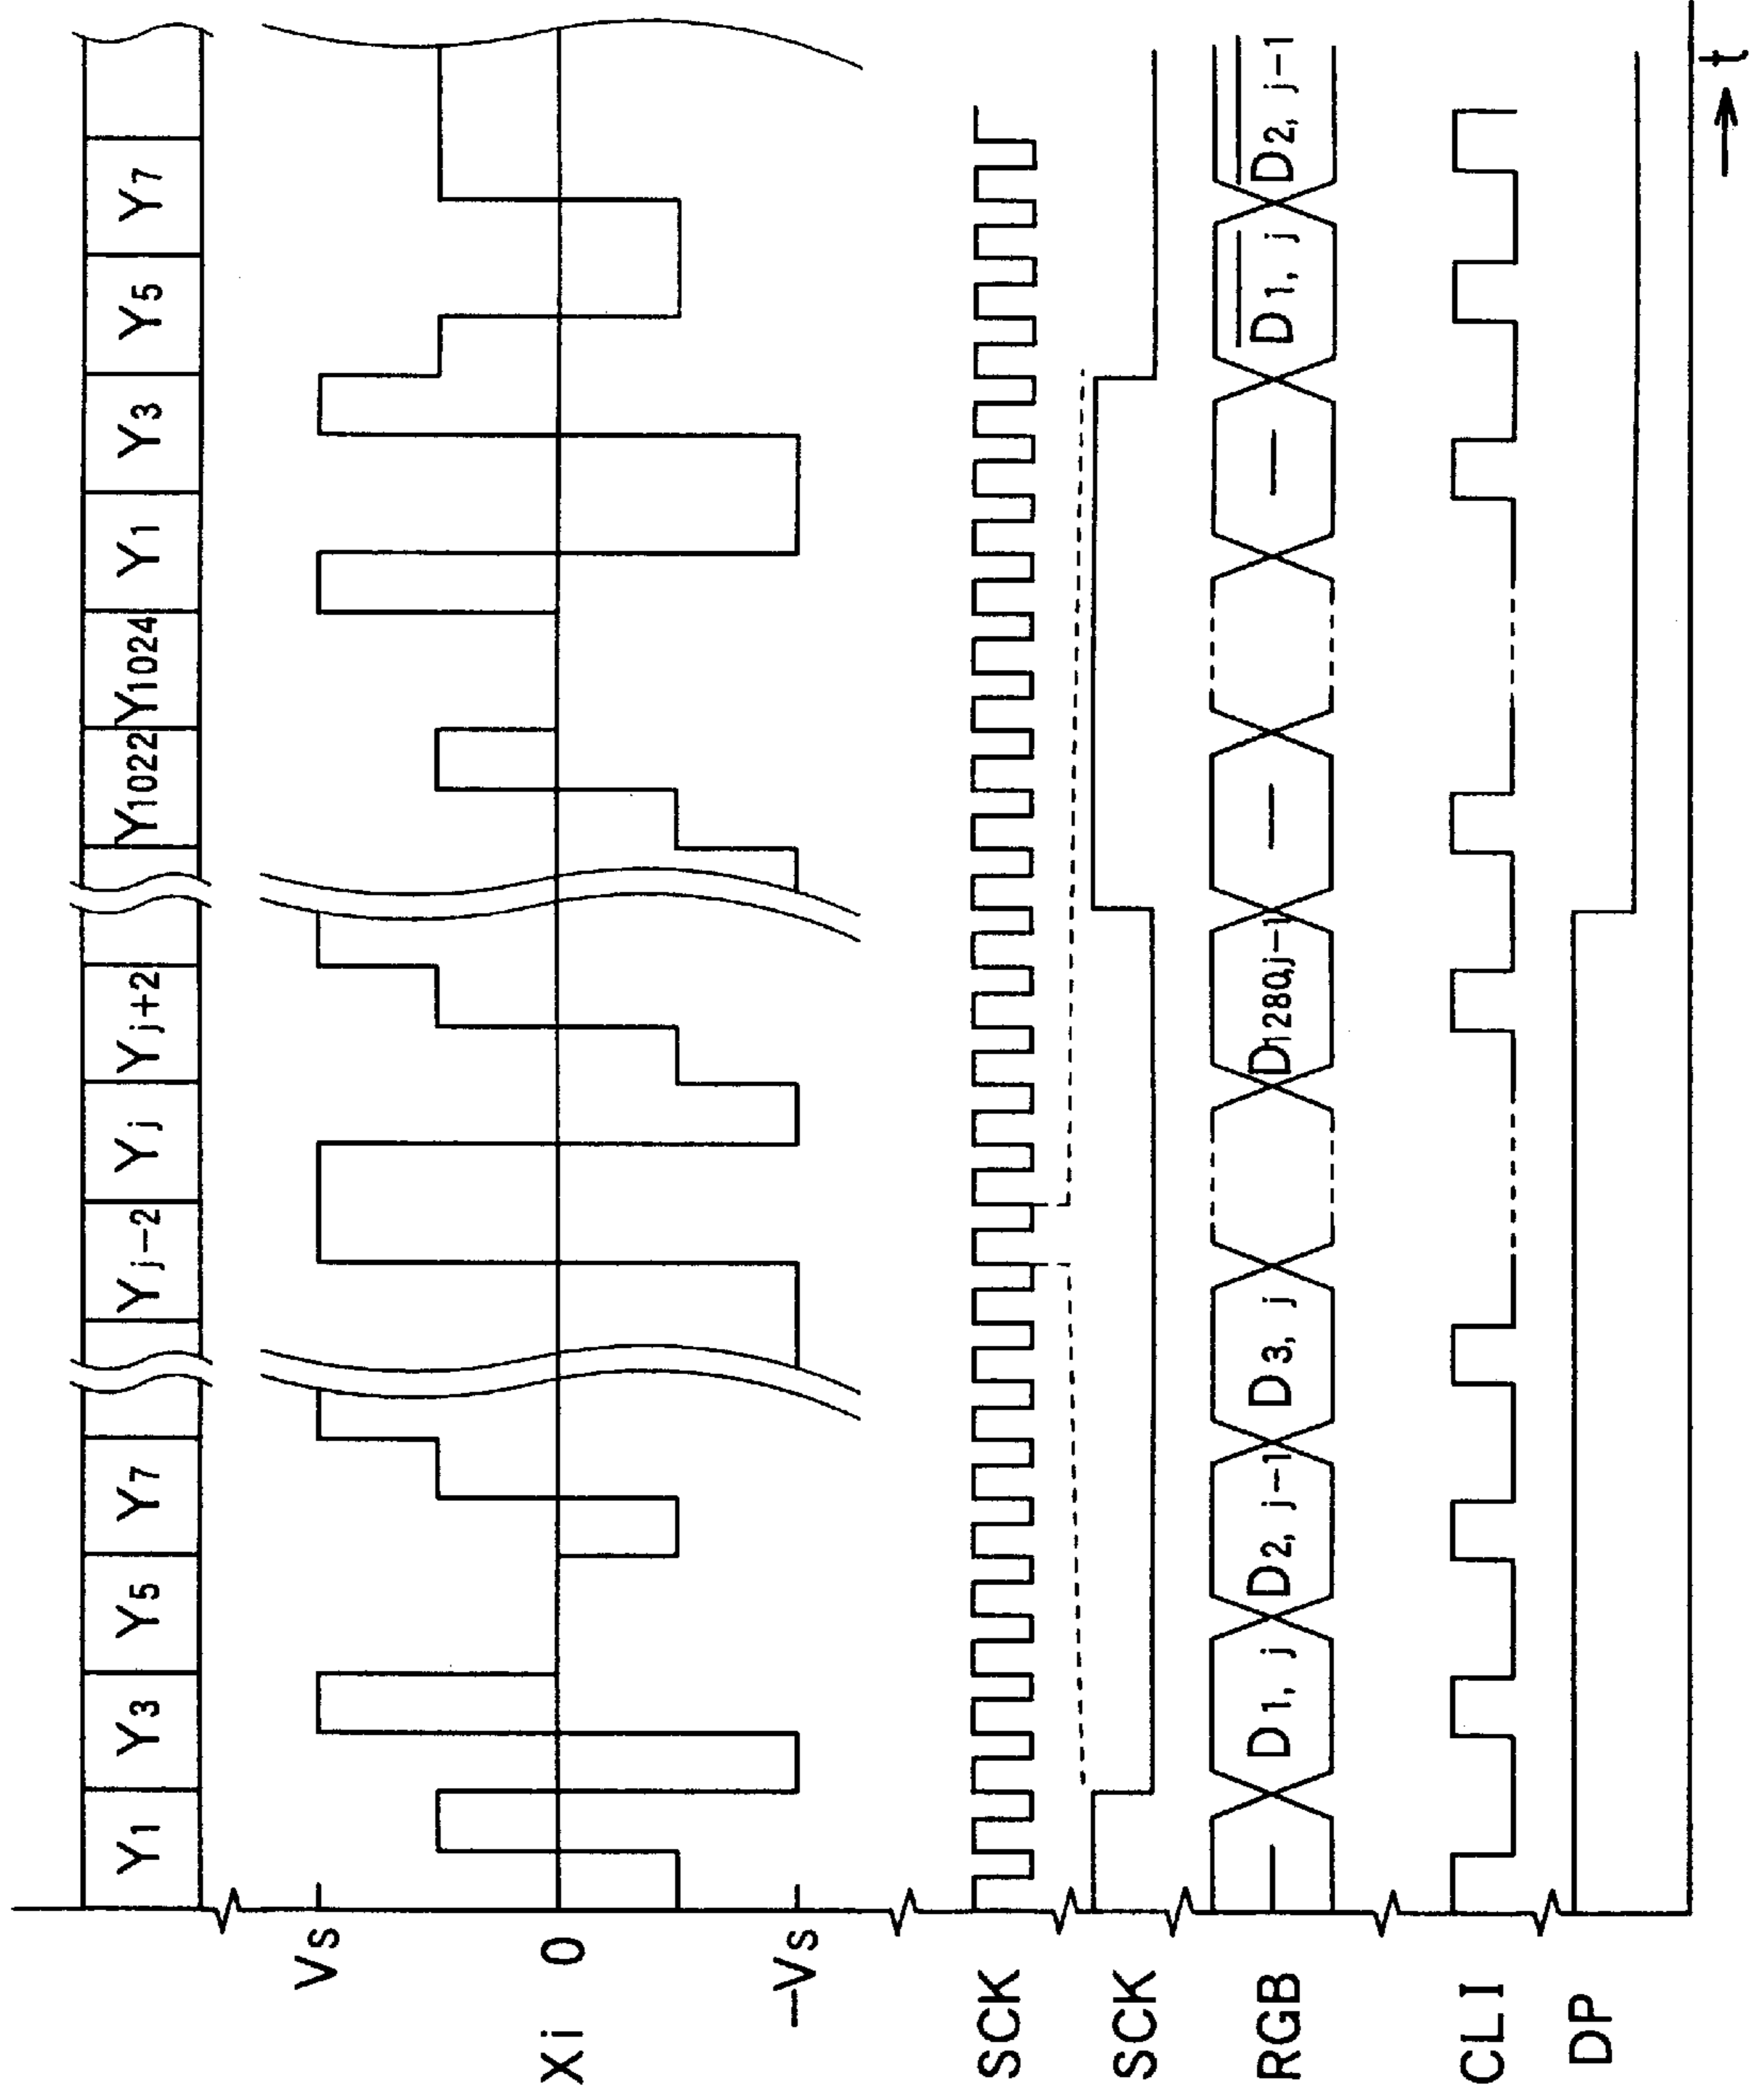 Y1 Y3 Y5 Y7 Yj−2 Yj Yj+2 Y1022 Y1024 Y1 Y3 Y5 Y7
Vs
Xi 0
−Vs
SCK
SCK
RGB — D1, j D2, j−1 D3, j D1280,j−1 — — D1, j D2, j−1
CLI
DP
t